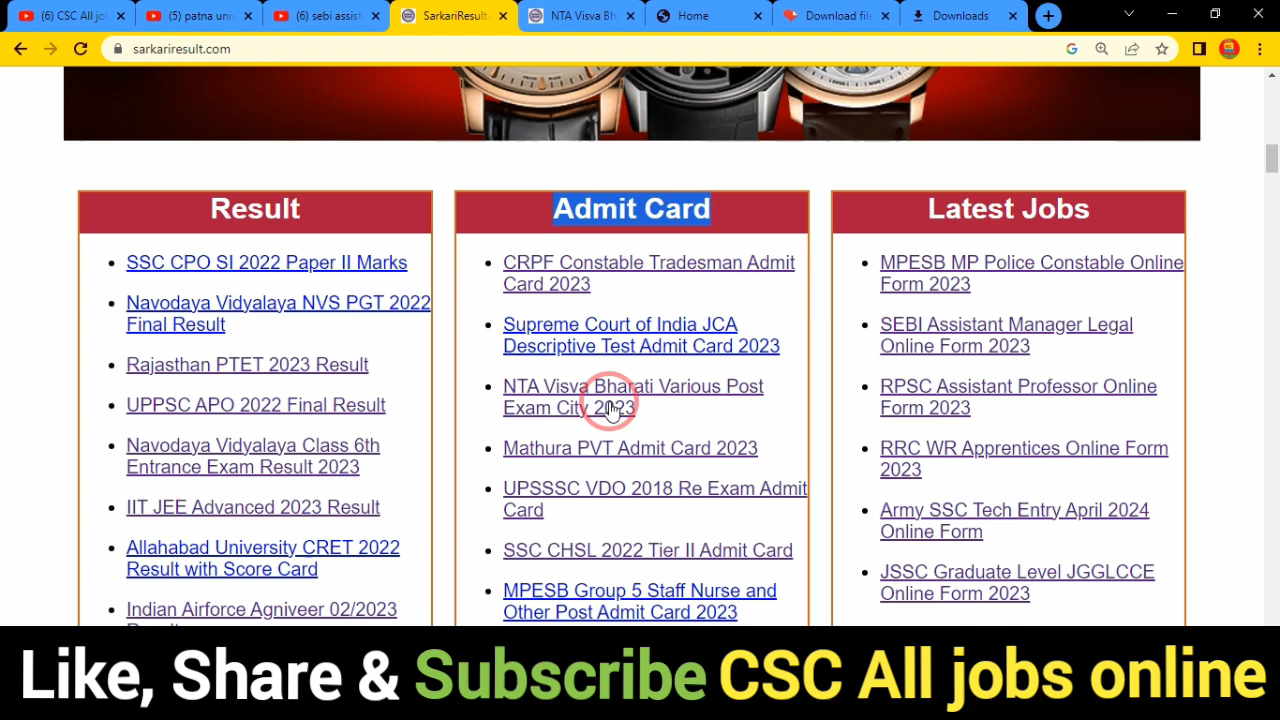 (6) CSC All jo
(5) patna uni
(6) sebi assist
SarkariResult.
NTA Visva Bh
Home
Download file
Downloads
sarkariresult.com
Result
SSC CPO SI 2022 Paper II Marks
Navodaya Vidyalaya NVS PGT 2022
Final Result
Rajasthan PTET 2023 Result
UPPSC APO 2022 Final Result
Navodaya Vidyalaya Class 6th
Entrance Exam Result 2023
IIT JEE Advanced 2023 Result
Allahabad University CRET 2022
Result with Score Card
Indian Airforce Agniveer 02/2023
Admit Card
CRPF Constable Tradesman Admit
Card 2023
Supreme Court of India JCA
Descriptive Test Admit Card 2023
NTA Visva Bharati Various Post
Exam City 2023
Mathura PVT Admit Card 2023
UPSSSC VDO 2018 Re Exam Admit
Card
SSC CHSL 2022 Tier II Admit Card
MPESB Group 5 Staff Nurse and
Other Post Admit Card 2023
Latest Jobs
MPESB MP Police Constable Online
Form 2023
SEBI Assistant Manager Legal
Online Form 2023
RPSC Assistant Professor Online
Form 2023
RRC WR Apprentices Online Form
2023
Army SSC Tech Entry April 2024
Online Form
JSSC Graduate Level JGGLCCE
Online Form 2023
Like, Share & Subscribe CSC All jobs online